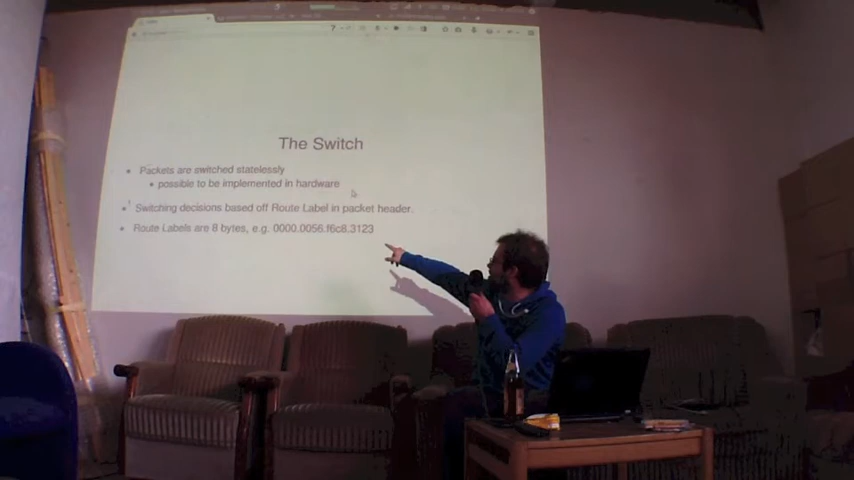 The Switch
Packets are switched statelessly
possible to be implemented in hardware
Switching decisions based off Route Label in packet header.
Route Labels are 8 bytes, e.g. 0000.0056.f6c8.3123